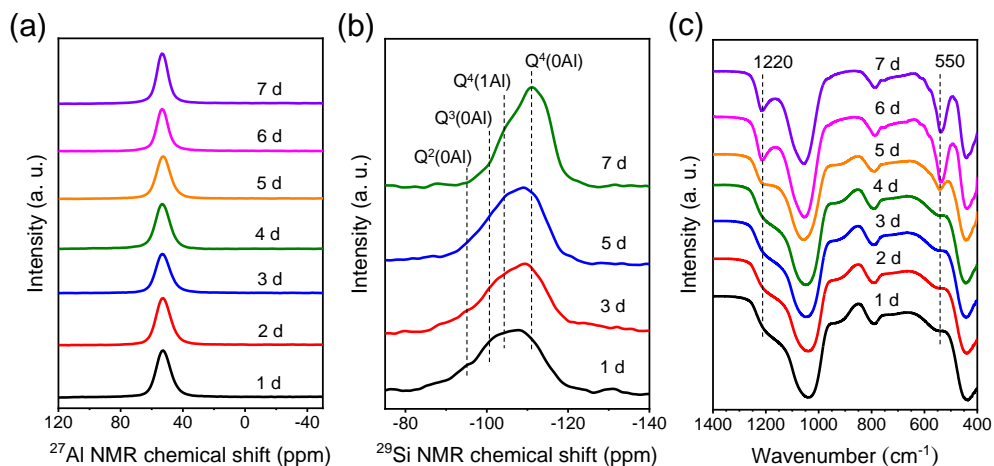 (a)
7 d
6 d
5 d
4 d
3 d
2 d
1 d
Intensity (a. u.)
120 80 40 0 -40
²⁷Al NMR chemical shift (ppm)
(b)
Q⁴(0Al)
Q⁴(1Al)
Q³(0Al)
Q²(0Al)
7 d
5 d
3 d
1 d
Intensity (a. u.)
-80 -100 -120 -140
²⁹Si NMR chemical shift (ppm)
(c)
1220 7 d 550
6 d
5 d
4 d
3 d
2 d
1 d
Intensity (a. u.)
1400 1200 1000 800 600 400
Wavenumber (cm⁻¹)